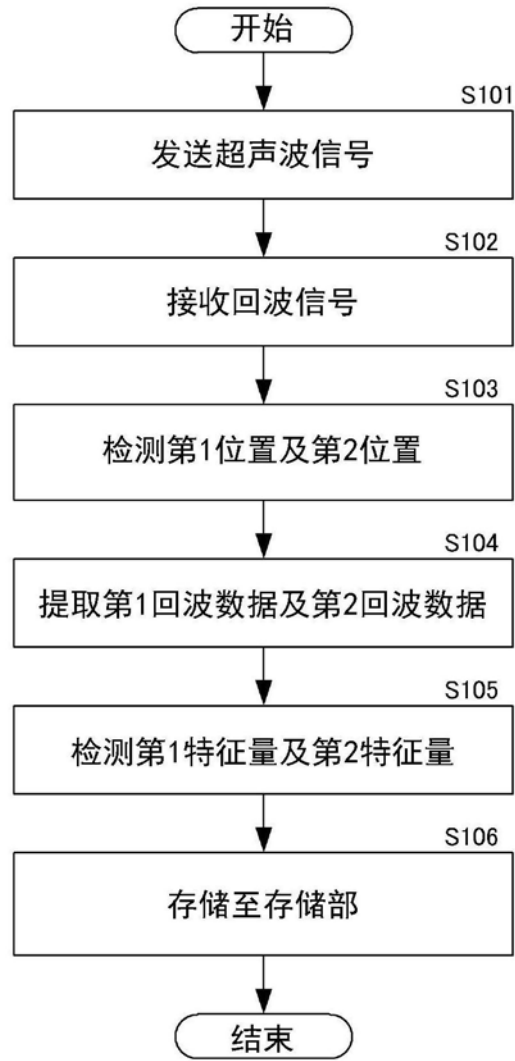 开始
S101
发送超声波信号
S102
接收回波信号
S103
检测第1位置及第2位置
S104
提取第1回波数据及第2回波数据
S105
检测第1特征量及第2特征量
S106
存储至存储部
结束